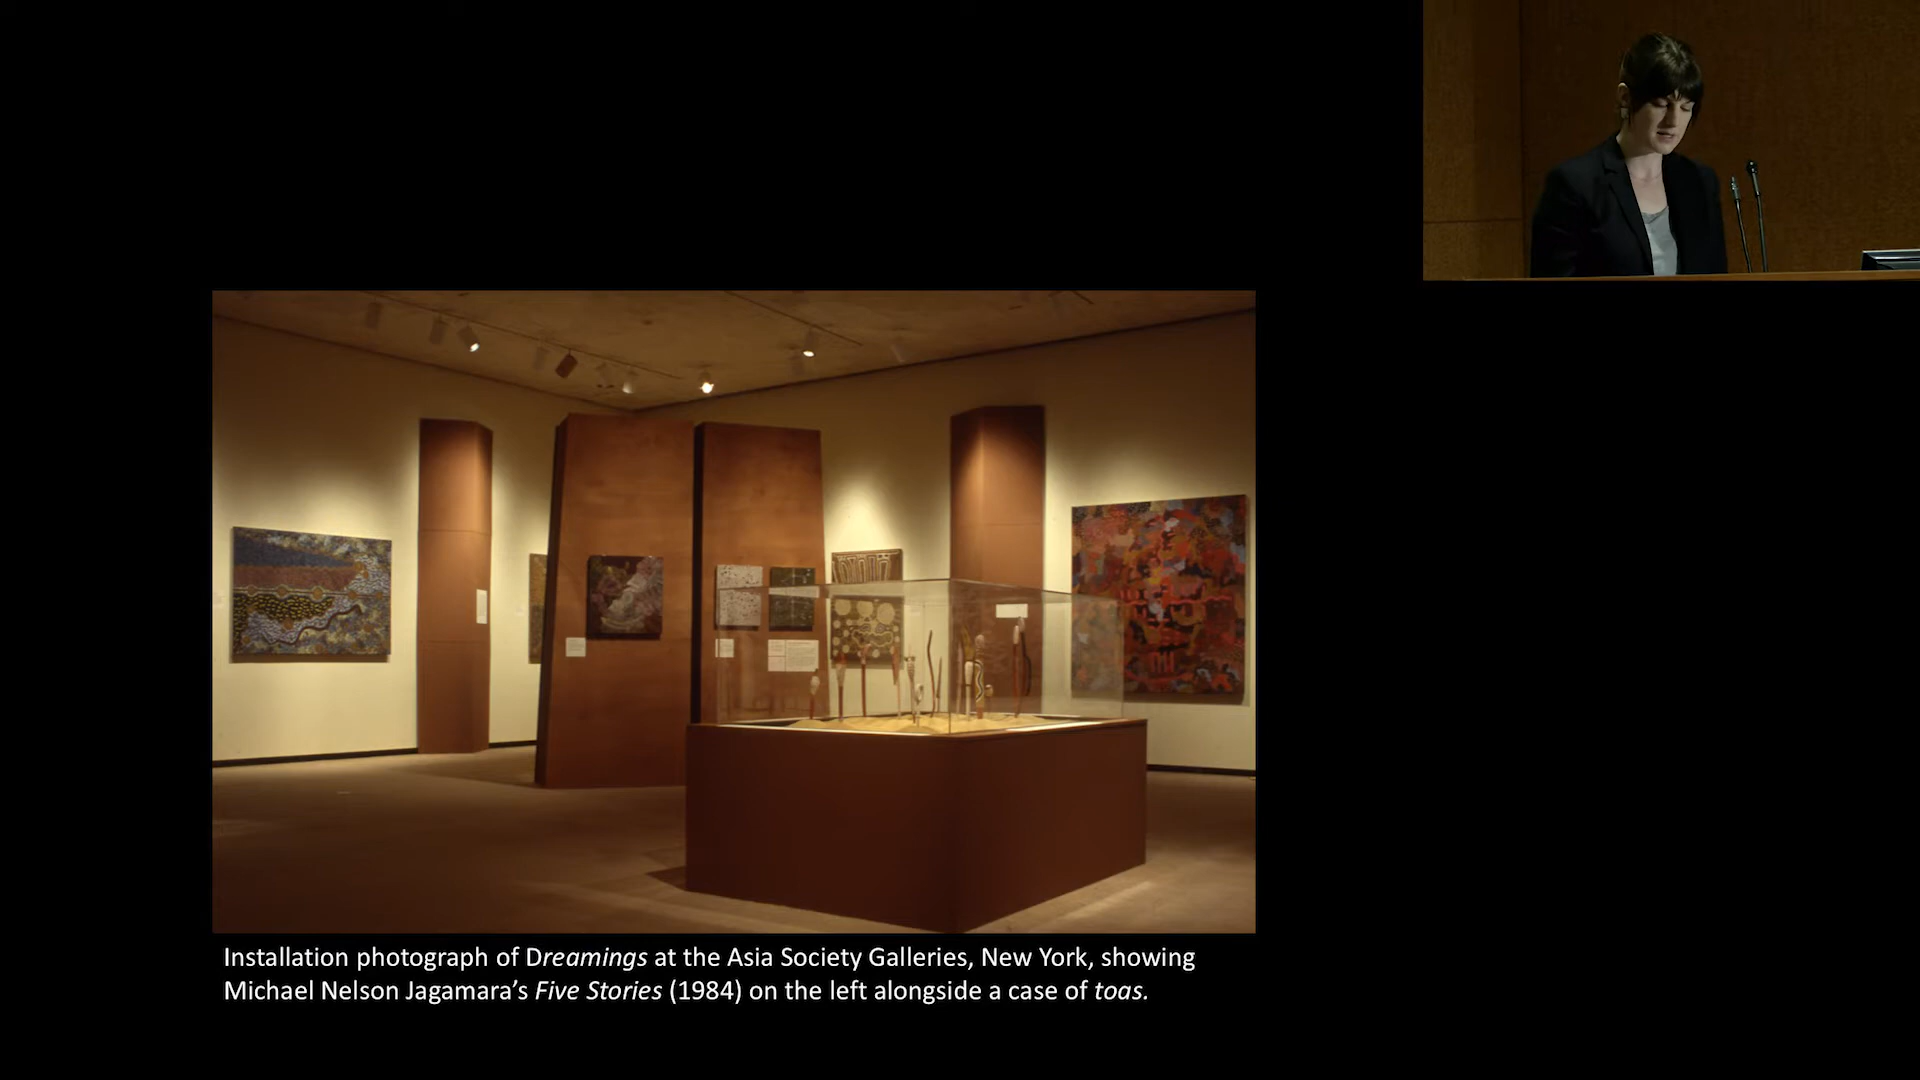 Installation photograph of Dreamings at the Asia Society Galleries, New York, showing
Michael Nelson Jagamara's Five Stories (1984) on the left alongside a case of toas.